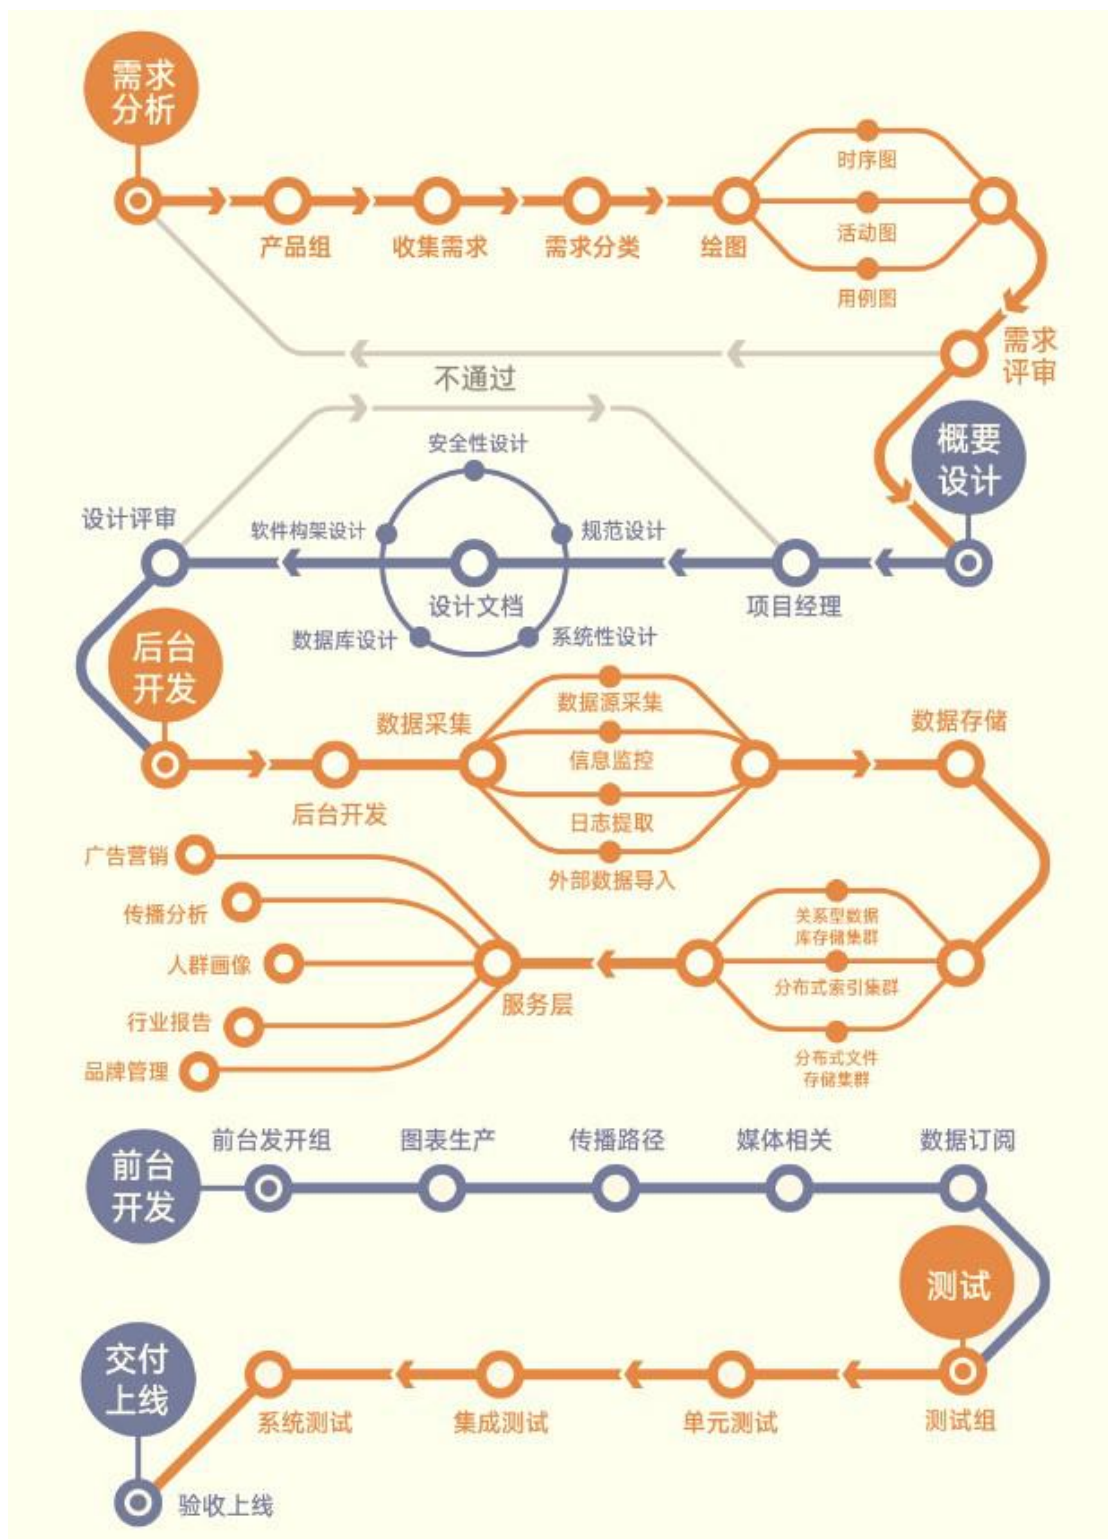 需求
分析
时序图
产品组
收集需求
需求分类
绘图
活动图
用例图
需求
评审
不通过
概要
设计
安全性设计
设计评审
软件构架设计
规范设计
设计文档
项目经理
数据库设计
系统性设计
后台
开发
数据采集
数据源采集
数据存储
信息监控
后台开发
日志提取
外部数据导入
广告营销
传播分析
人群画像
行业报告
品牌管理
服务层
关系型数据
库存储集群
分布式索引集群
分布式文件
存储集群
前台
开发
前台发开组
图表生产
传播路径
媒体相关
数据订阅
测试
交付
上线
系统测试
集成测试
单元测试
测试组
验收上线